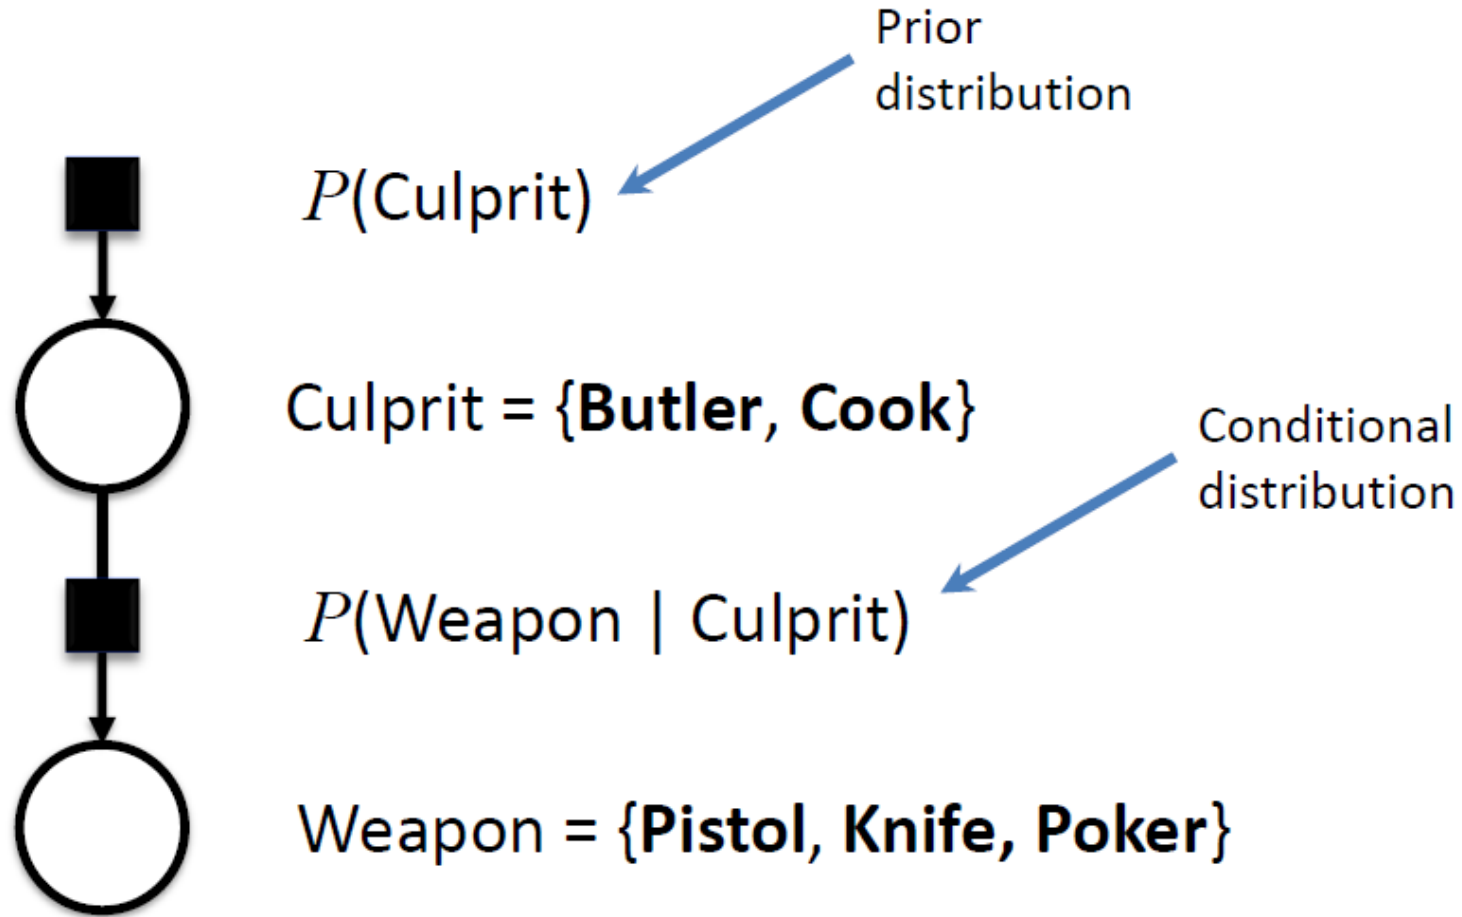 Prior
distribution
P(Culprit)
Culprit = {Butler, Cook}
Conditional
distribution
P(Weapon | Culprit)
Weapon = {Pistol, Knife, Poker}